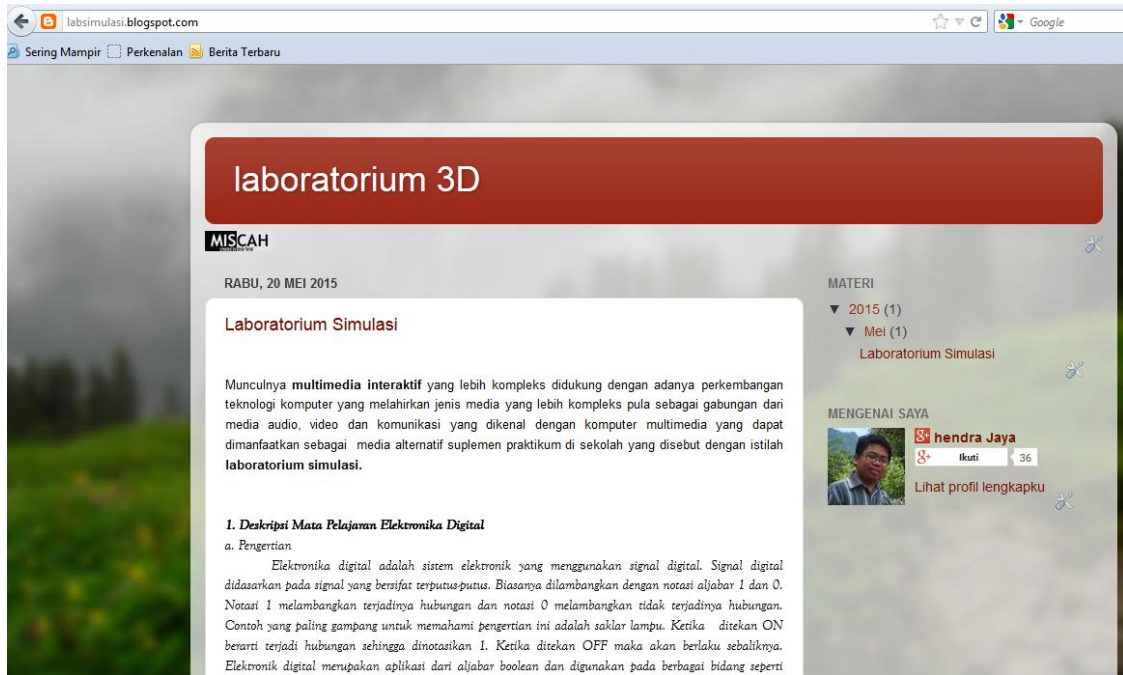 labsimulasi.blogspot.com
Google
Sering Mampir Perkenalan Berita Terbaru
laboratorium 3D
MISCAH
RABU, 20 MEI 2015
Laboratorium Simulasi
Munculnya multimedia interaktif yang lebih kompleks didukung dengan adanya perkembangan
teknologi komputer yang melahirkan jenis media yang lebih kompleks pula sebagai gabungan dari
media audio, video dan komunikasi yang dikenal dengan komputer multimedia yang dapat
dimanfaatkan sebagai media alternatif suplemen praktikum di sekolah yang disebut dengan istilah
laboratorium simulasi.
1. Deskripsi Mata Pelajaran Elektronika Digital
a. Pengertian
Elektronika digital adalah sistem elektronik yang menggunakan signal digital. Signal digital
didasarkan pada signal yang bersifat terputus-putus. Biasanya dilambangkan dengan notasi aljabar 1 dan 0.
Notasi 1 melambangkan terjadinya hubungan dan notasi 0 melambangkan tidak terjadinya hubungan.
Contoh yang paling gampang untuk memahami pengertian ini adalah saklar lampu. Ketika ditekan ON
berarti terjadi hubungan sehingga dinotasikan 1. Ketika ditekan OFF maka akan berlaku sebaliknya.
Elektronik digital merupakan aplikasi dari aljabar boolean dan digunakan pada berbagai bidang seperti
MATERI
▼ 2015 (1)
▼ Mei (1)
Laboratorium Simulasi
MENGENAI SAYA
hendra Jaya
Ikuti 36
Lihat profil lengkapku